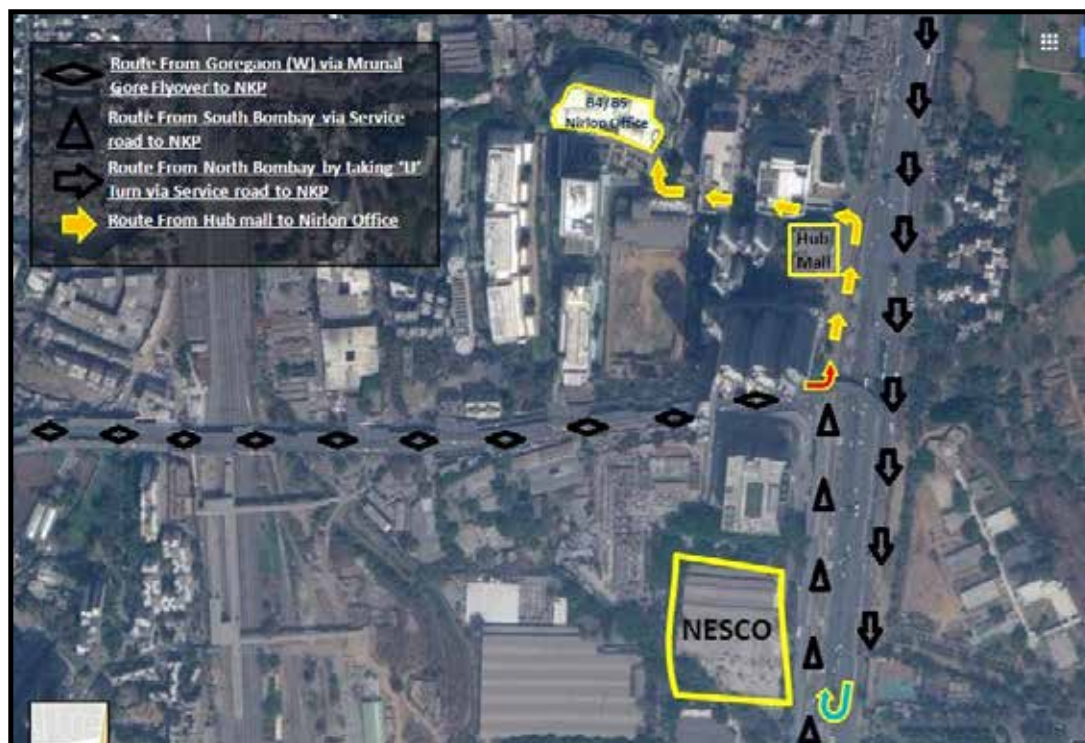 Route From Goregaon (W) via Mrunal
Gore Flyover to NKP
Route From South Bombay via Service
road to NKP
Route From North Bombay by taking 'U'
Turn via Service road to NKP
Route From Hub mall to Nirlon Office
B4/ B5
Nirlon Office
Hub
Mall
NESCO